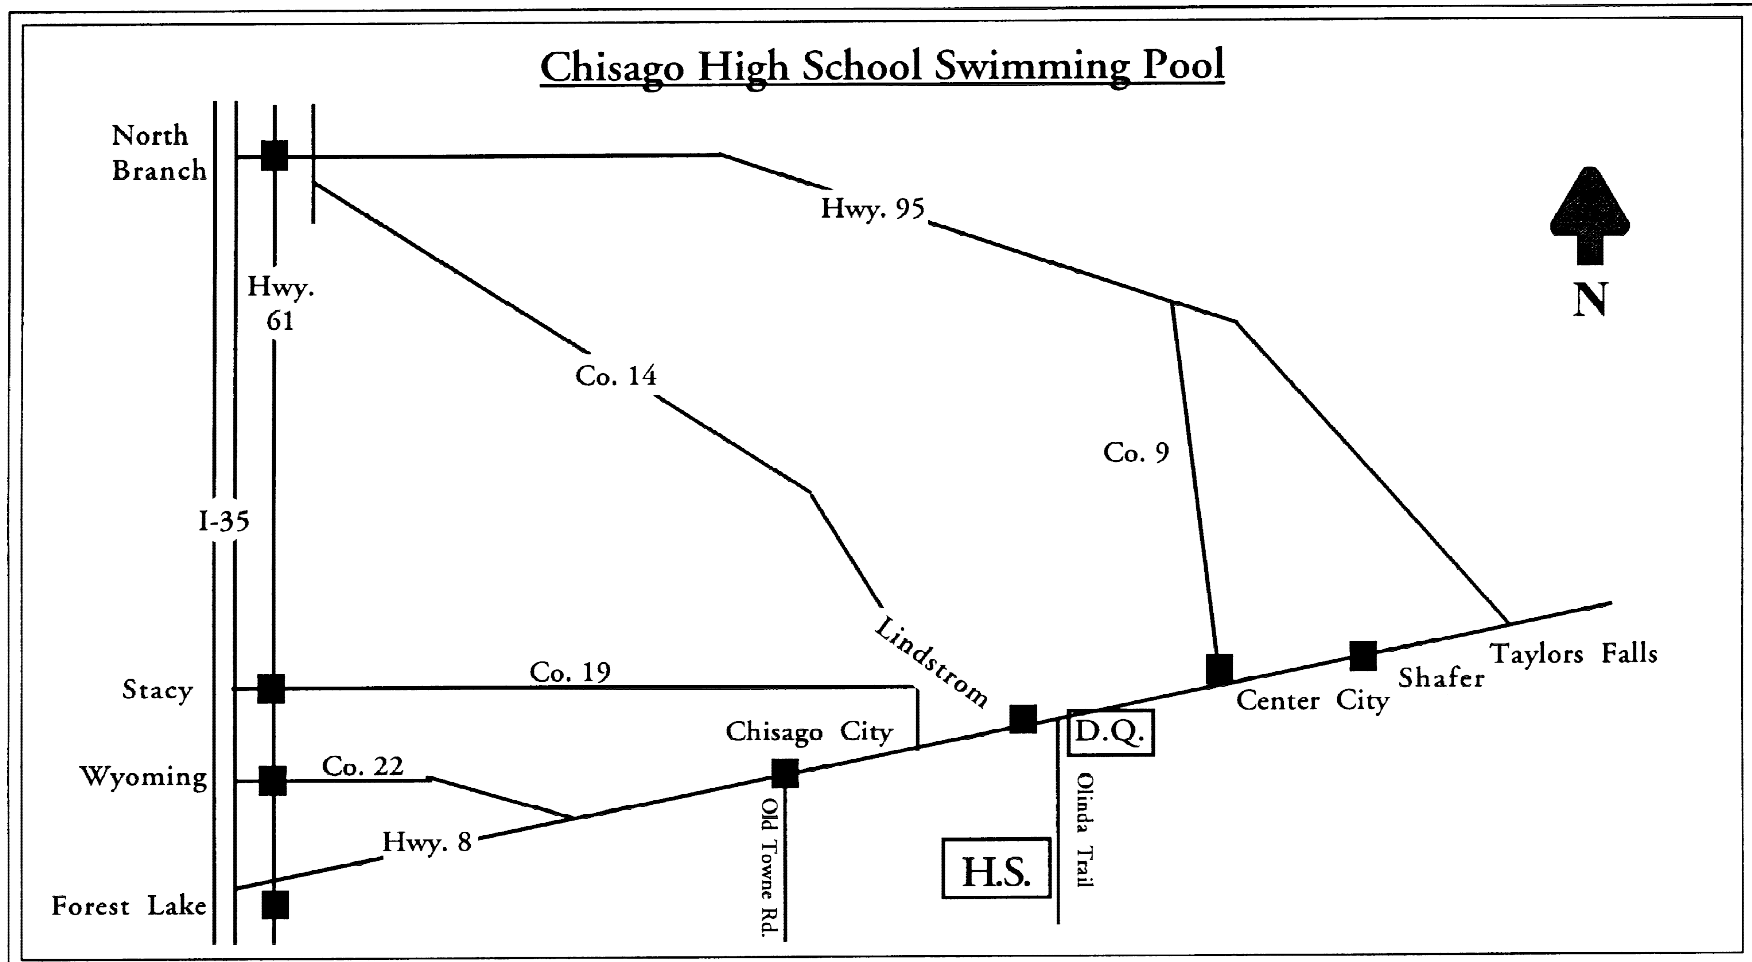 Chisago High School Swimming Pool
North
Branch
Hwy. 95
N
Hwy.
61
Co. 14
Co. 9
I-35
Lindstrom
Taylors Falls
Shafer
Center City
Co. 19
Stacy
Chisago City
D.Q.
Co. 22
Wyoming
Olinda Trail
Old Towne Rd.
Hwy. 8
H.S.
Forest Lake